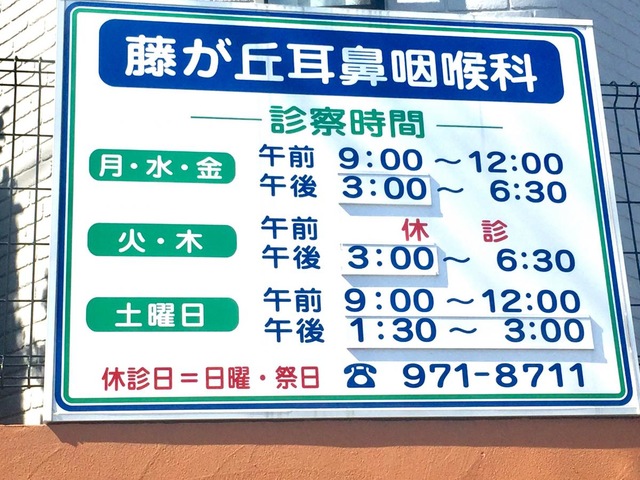 藤が丘耳鼻咽喉科
診察時間
月・水・金 午前 9:00 〜 12:00
午後 3:00 〜 6:30
火・木 午前 休診
午後 3:00 〜 6:30
土曜日 午前 9:00 〜 12:00
午後 1:30 〜 3:00
休診日=日曜・祭日 ☎ 971-8711